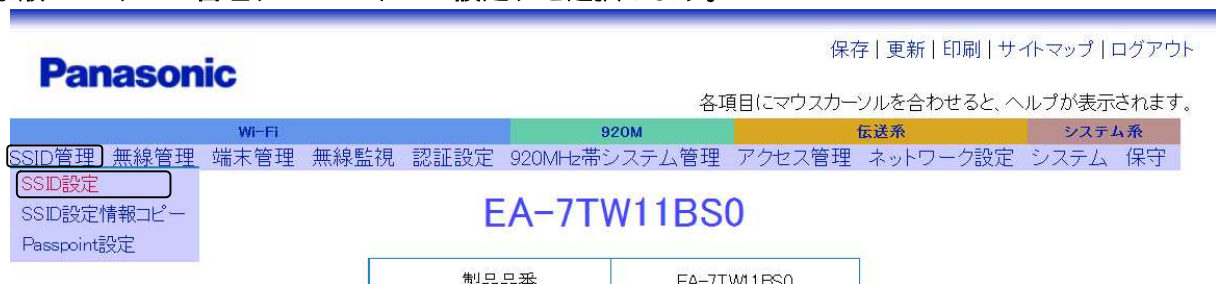 Panasonic
保存 | 更新 | 印刷 | サイトマップ | ログアウト
各項目にマウスカーソルを合わせると、ヘルプが表示されます。
Wi-Fi 920M 伝送系 システム系
SSID管理 無線管理 端末管理 無線監視 認証設定 920MHz帯システム管理 アクセス管理 ネットワーク設定 システム 保守
SSID設定
SSID設定情報コピー
Passpoint設定
EA-7TW11BS0
製品品番 EA-7TW11BS0